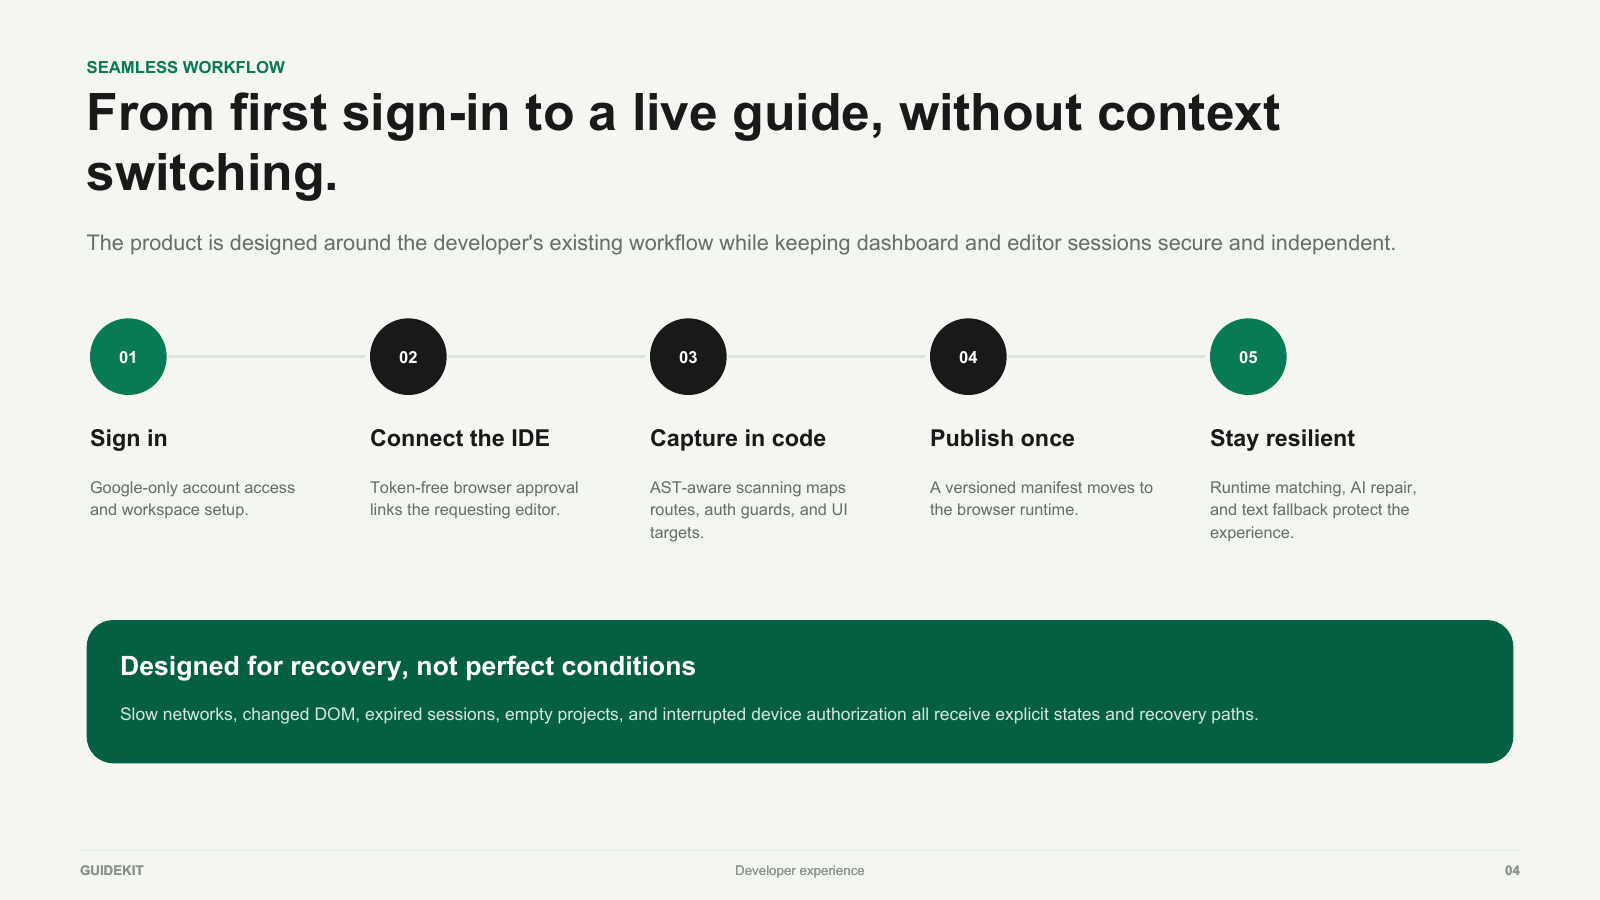 SEAMLESS WORKFLOW
From first sign-in to a live guide, without context
switching.
The product is designed around the developer's existing workflow while keeping dashboard and editor sessions secure and independent.
01
02
03
04
05
Sign in
Google-only account access
and workspace setup.
Connect the IDE
Token-free browser approval
links the requesting editor.
Capture in code
AST-aware scanning maps
routes, auth guards, and UI
targets.
Publish once
A versioned manifest moves to
the browser runtime.
Stay resilient
Runtime matching, AI repair,
and text fallback protect the
experience.
Designed for recovery, not perfect conditions
Slow networks, changed DOM, expired sessions, empty projects, and interrupted device authorization all receive explicit states and recovery paths.
GUIDEKIT
Developer experience
04